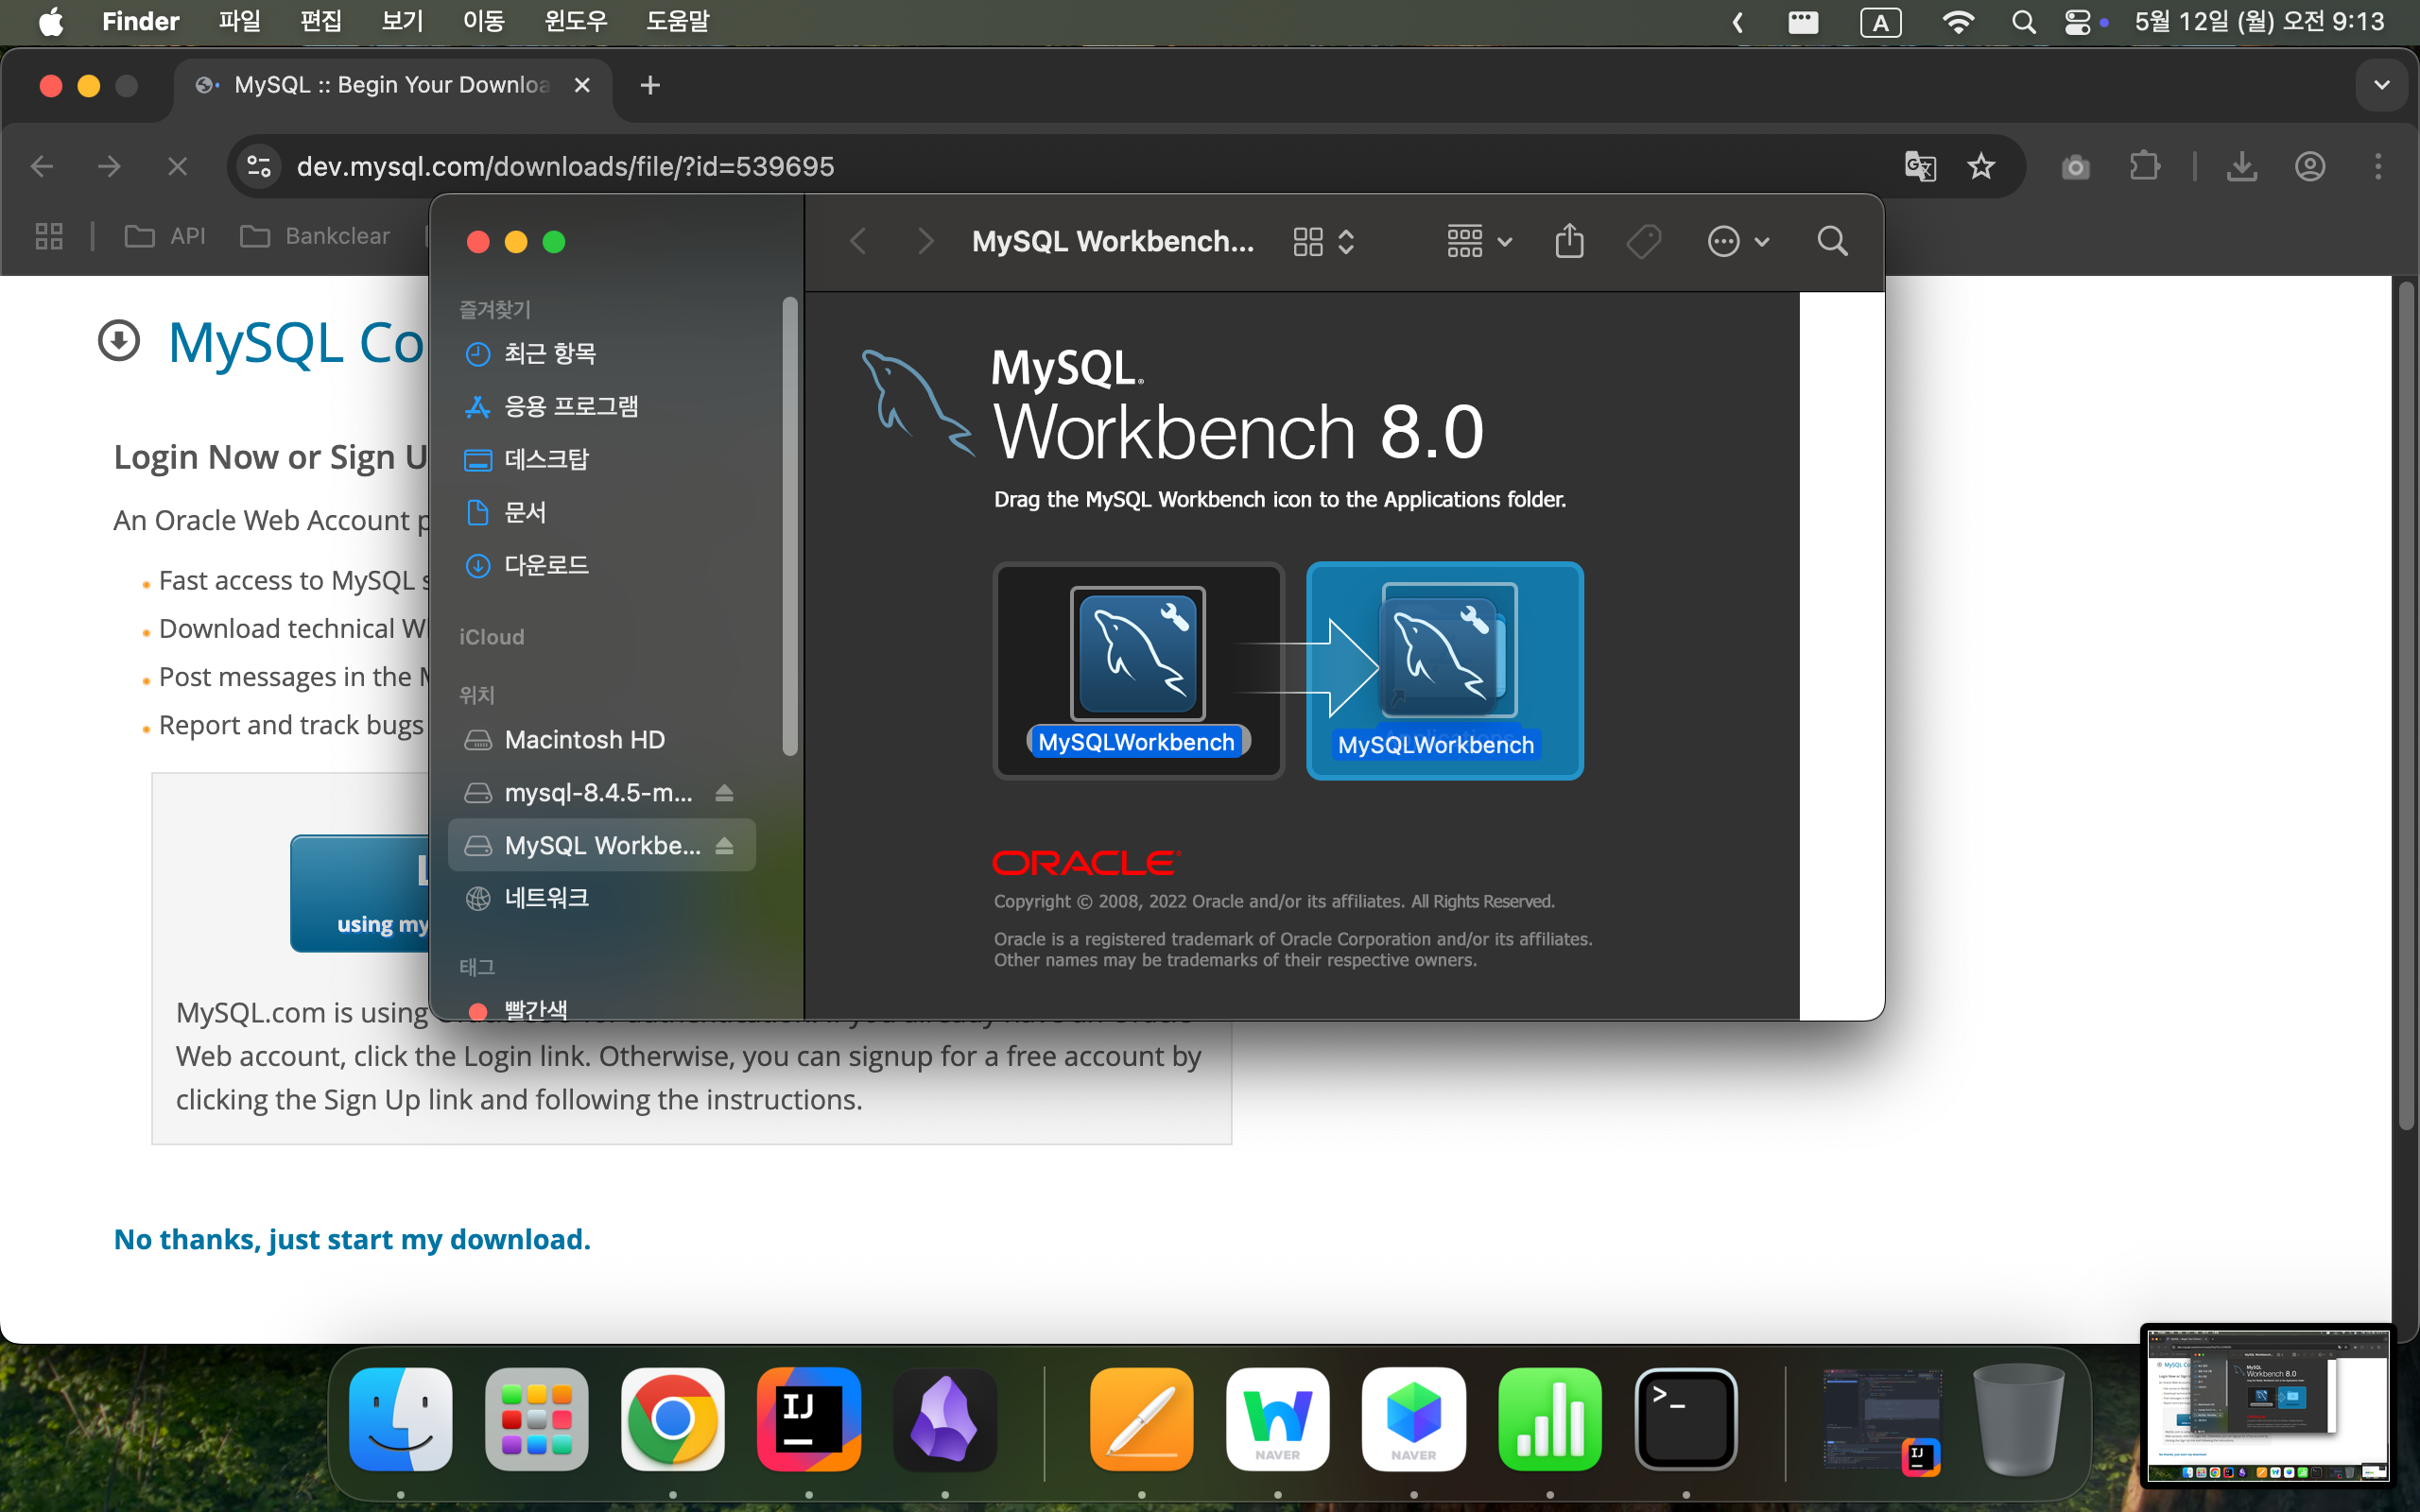 Finder 파일 편집 보기 이동 윈도우 도움말 A 5월 12일 (월) 오전 9:13
MySQL :: Begin Your Downloa
dev.mysql.com/downloads/file/?id=539695
API Bankclear
MySQL Co
Login Now or Sign U
An Oracle Web Account p
Fast access to MySQL s
Download technical W
Post messages in the M
Report and track bugs
using my
MySQL.com is using
Web account, click the Login link. Otherwise, you can signup for a free account by
clicking the Sign Up link and following the instructions.
No thanks, just start my download.
MySQL Workbench...
즐겨찾기
최근 항목
응용 프로그램
데스크탑
문서
다운로드
iCloud
위치
Macintosh HD
mysql-8.4.5-m...
MySQL Workbe...
네트워크
태그
빨간색
MySQL®
Workbench 8.0
Drag the MySQL Workbench icon to the Applications folder.
MySQLWorkbench
MySQLWorkbench
ORACLE®
Copyright © 2008, 2022 Oracle and/or its affiliates. All Rights Reserved.
Oracle is a registered trademark of Oracle Corporation and/or its affiliates.
Other names may be trademarks of their respective owners.
IJ
NAVER
NAVER
>_
IJ